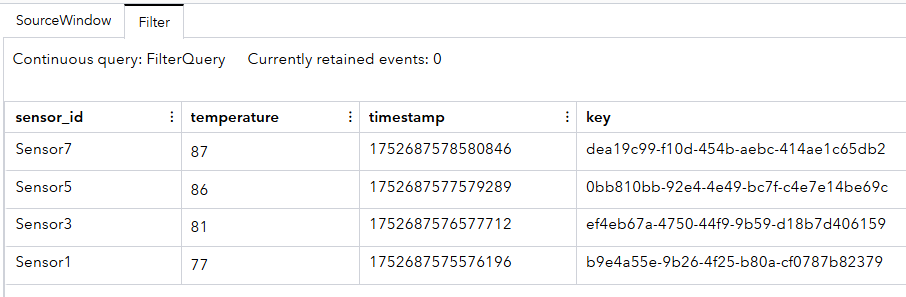 SourceWindow Filter
Continuous query: FilterQuery Currently retained events: 0
sensor_id temperature timestamp key
Sensor7 87 1752687578580846 dea19c99-f10d-454b-aebc-414ae1c65db2
Sensor5 86 1752687577579289 0bb810bb-92e4-4e49-bc7f-c4e7e14be69c
Sensor3 81 1752687576577712 ef4eb67a-4750-44f9-9b59-d18b7d406159
Sensor1 77 1752687575576196 b9e4a55e-9b26-4f25-b80a-cf0787b82379